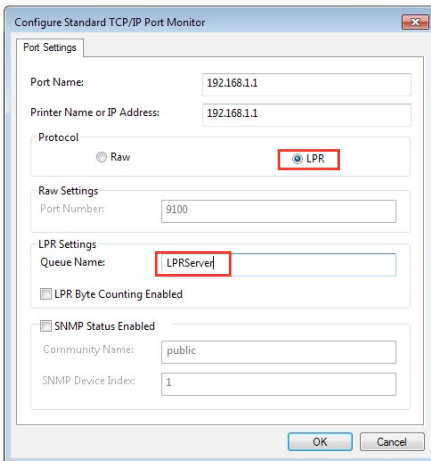 Configure Standard TCP/IP Port Monitor
Port Settings
Port Name: 192.168.1.1
Printer Name or IP Address: 192.168.1.1
Protocol
Raw LPR
Raw Settings
Port Number: 9100
LPR Settings
Queue Name: LPRServer
LPR Byte Counting Enabled
SNMP Status Enabled
Community Name: public
SNMP Device Index: 1
OK Cancel